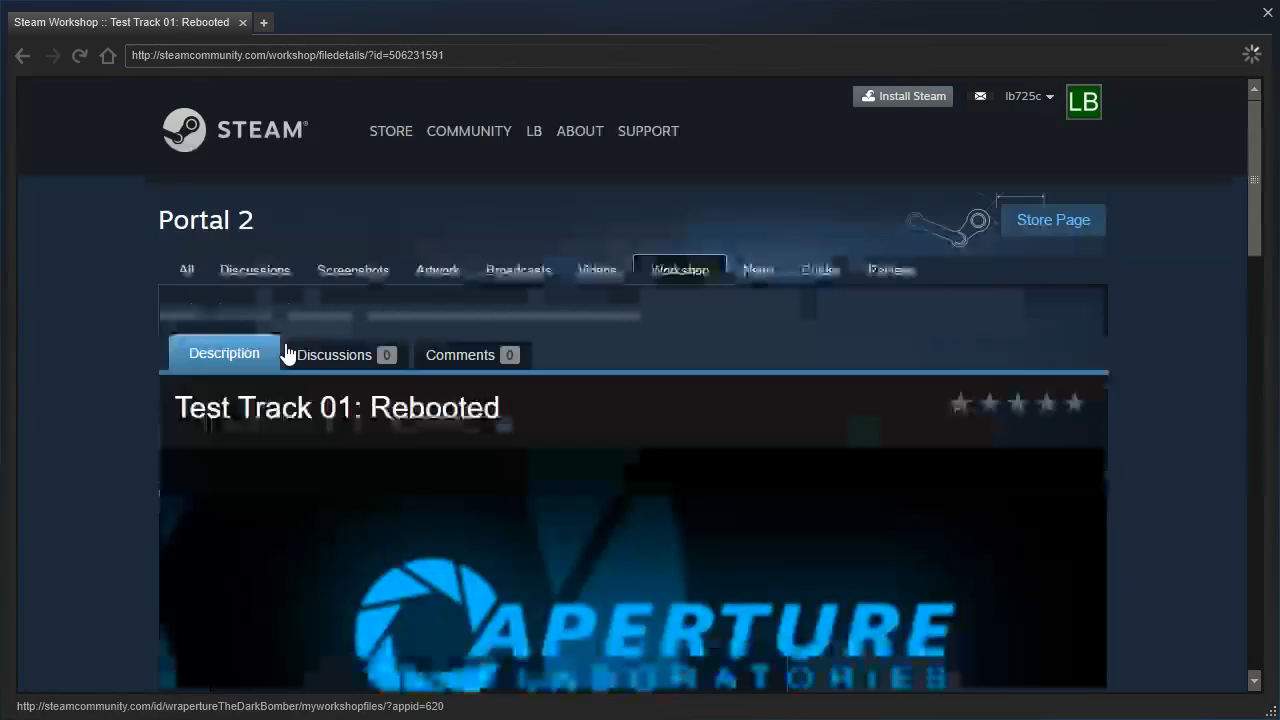 Steam Workshop :: Test Track 01: Rebooted
http://steamcommunity.com/workshop/filedetails/?id=506231591
Install Steam
lb725c
LB
STEAM
STORE COMMUNITY LB ABOUT SUPPORT
Portal 2
Store Page
All Discussions Screenshots Artwork Broadcasts Videos Workshop News Guides Reviews
Description Discussions 0 Comments 0
Test Track 01: Rebooted
APERTURE
LABORATORIES
http://steamcommunity.com/id/wrapertureTheDarkBomber/myworkshopfiles/?appid=620